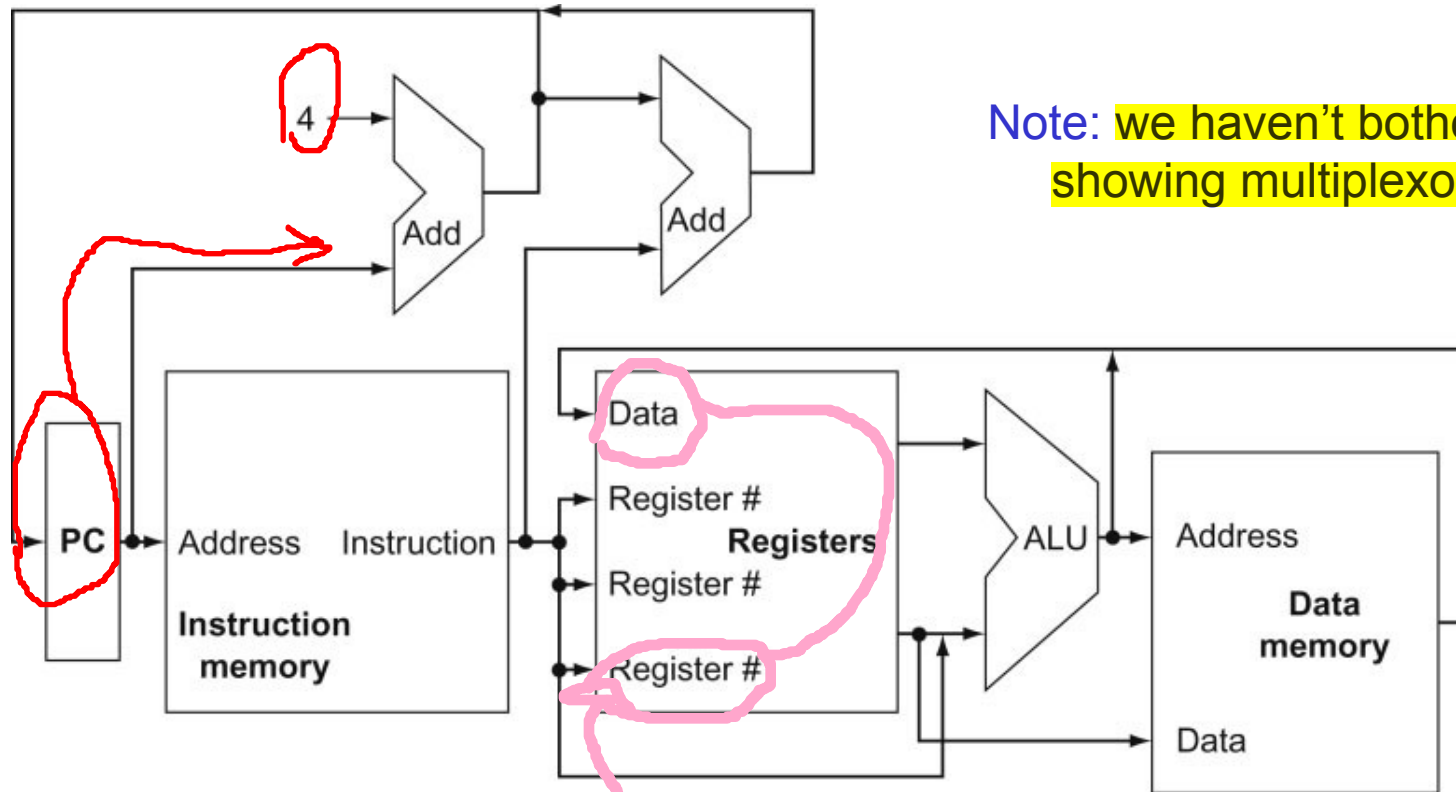 4
Add
Add
Note: we haven’t bothe
showing multiplexo
Data
Register #
Registers
Register #
Register #
PC
Address
Instruction
Instruction
memory
ALU
Address
Data
memory
Data